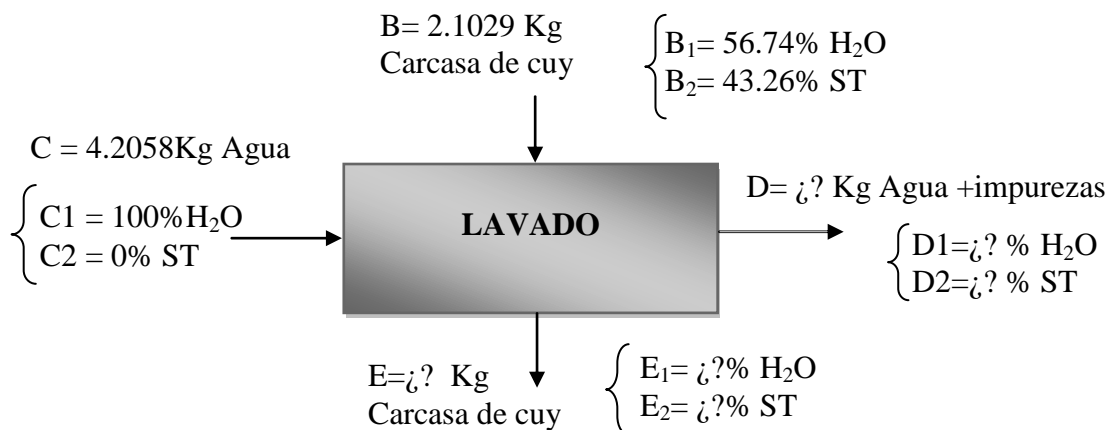 B= 2.1029 Kg
Carcasa de cuy
B₁= 56.74% H₂O
B₂= 43.26% ST
C = 4.2058Kg Agua
C1 = 100%H₂O
C2 = 0% ST
LAVADO
D= ¿? Kg Agua +impurezas
D1=¿? % H₂O
D2=¿? % ST
E=¿? Kg
Carcasa de cuy
E₁= ¿?% H₂O
E₂= ¿?% ST